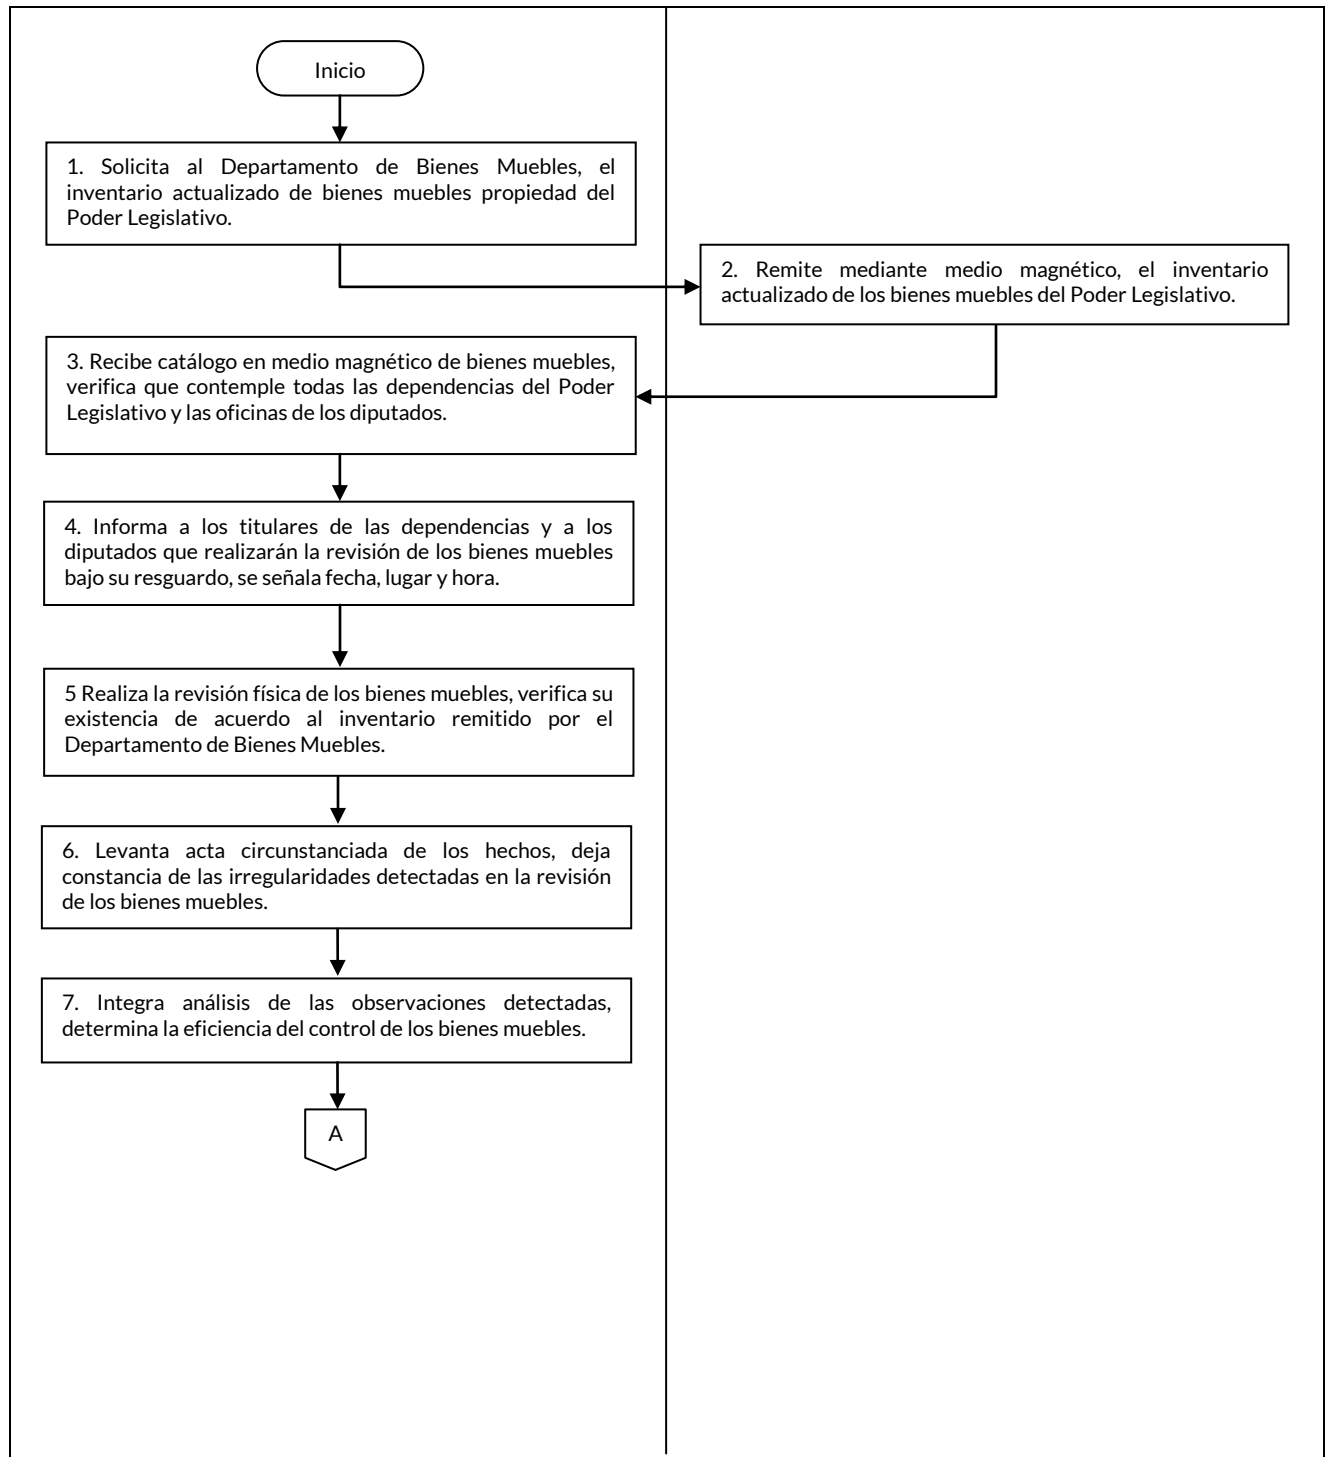 Inicio
1. Solicita al Departamento de Bienes Muebles, el
inventario actualizado de bienes muebles propiedad del
Poder Legislativo.
2. Remite mediante medio magnético, el inventario
actualizado de los bienes muebles del Poder Legislativo.
3. Recibe catálogo en medio magnético de bienes muebles,
verifica que contemple todas las dependencias del Poder
Legislativo y las oficinas de los diputados.
4. Informa a los titulares de las dependencias y a los
diputados que realizarán la revisión de los bienes muebles
bajo su resguardo, se señala fecha, lugar y hora.
5 Realiza la revisión física de los bienes muebles, verifica su
existencia de acuerdo al inventario remitido por el
Departamento de Bienes Muebles.
6. Levanta acta circunstanciada de los hechos, deja
constancia de las irregularidades detectadas en la revisión
de los bienes muebles.
7. Integra análisis de las observaciones detectadas,
determina la eficiencia del control de los bienes muebles.
A